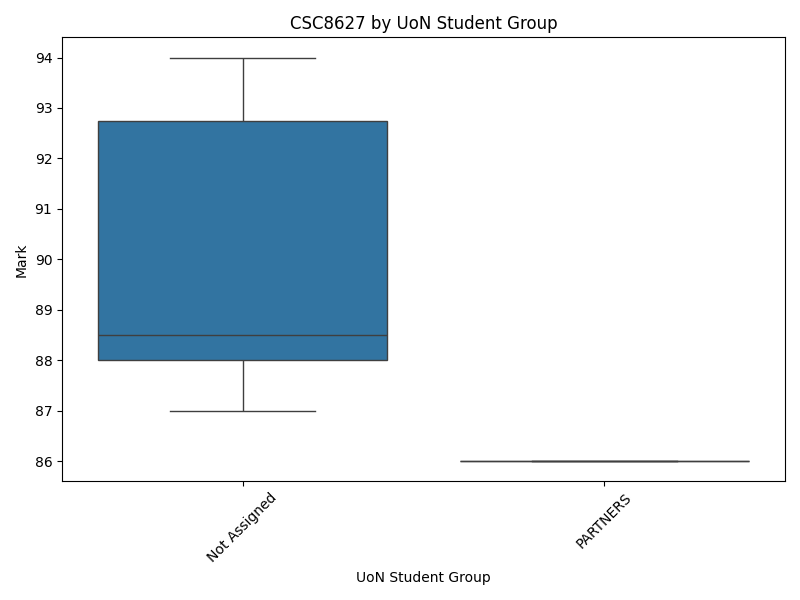 CSC8627 by UoN Student Group
94
93
92
91
90
89
88
87
86
Mark
Not Assigned
PARTNERS
UoN Student Group